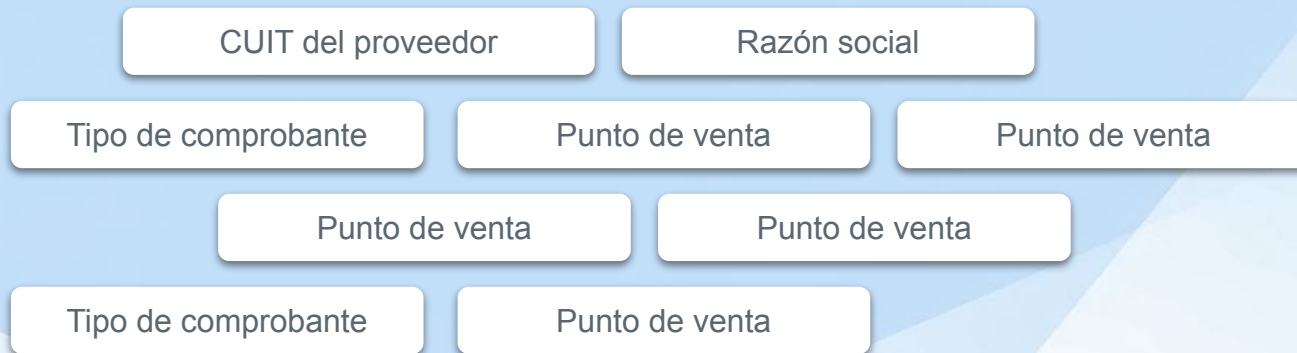 CUIT del proveedor
Razón social
Tipo de comprobante
Punto de venta
Punto de venta
Punto de venta
Punto de venta
Tipo de comprobante
Punto de venta